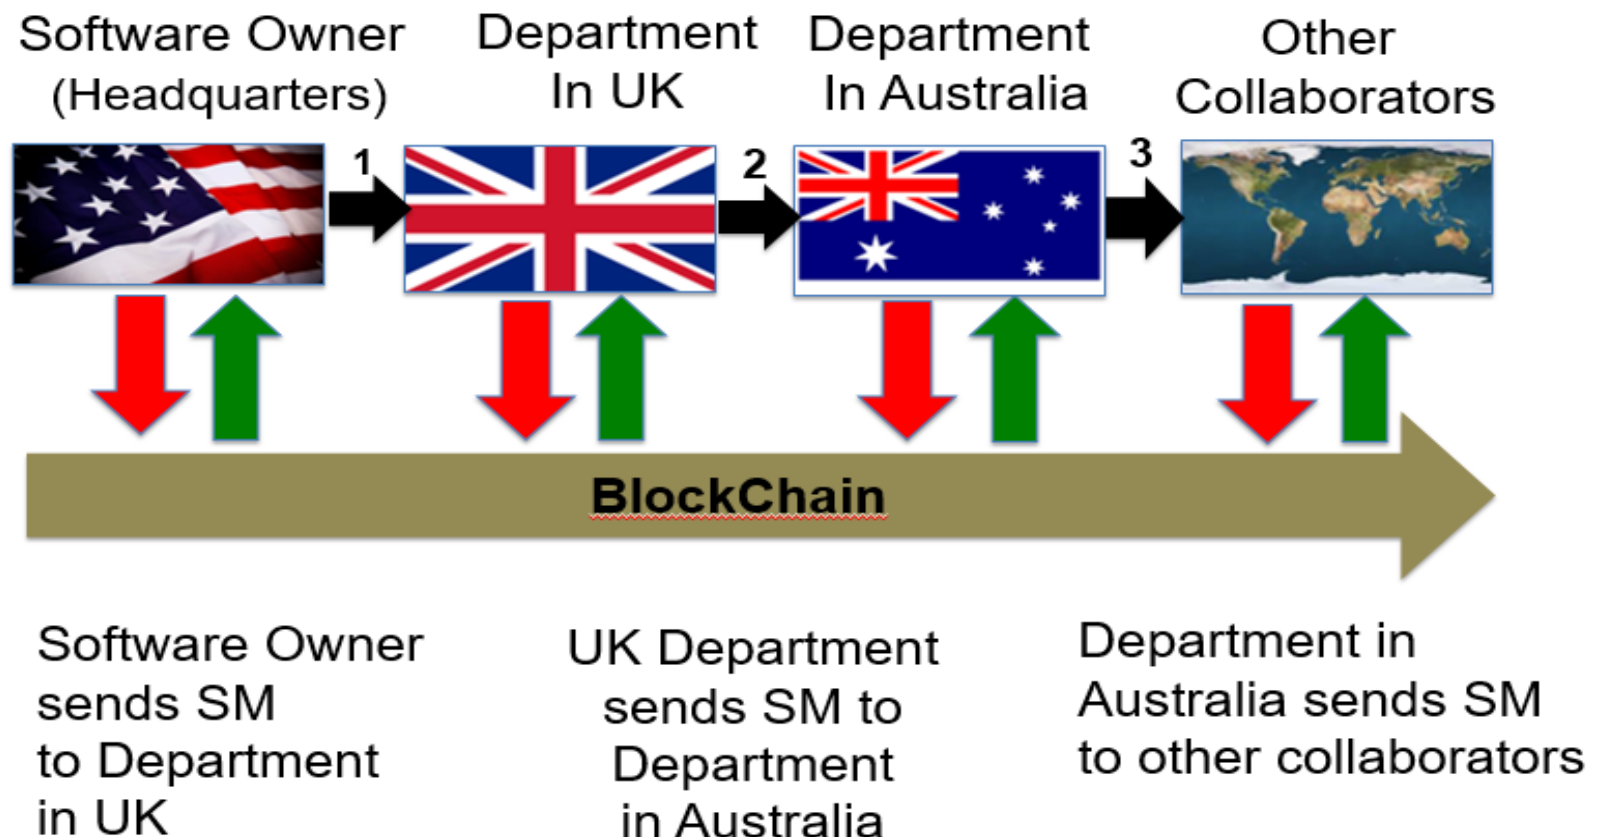 Software Owner
(Headquarters)
Department
In UK
Department
In Australia
Other
Collaborators
1
2
3
BlockChain
Software Owner
sends SM
to Department
in UK
UK Department
sends SM to
Department
in Australia
Department in
Australia sends SM
to other collaborators